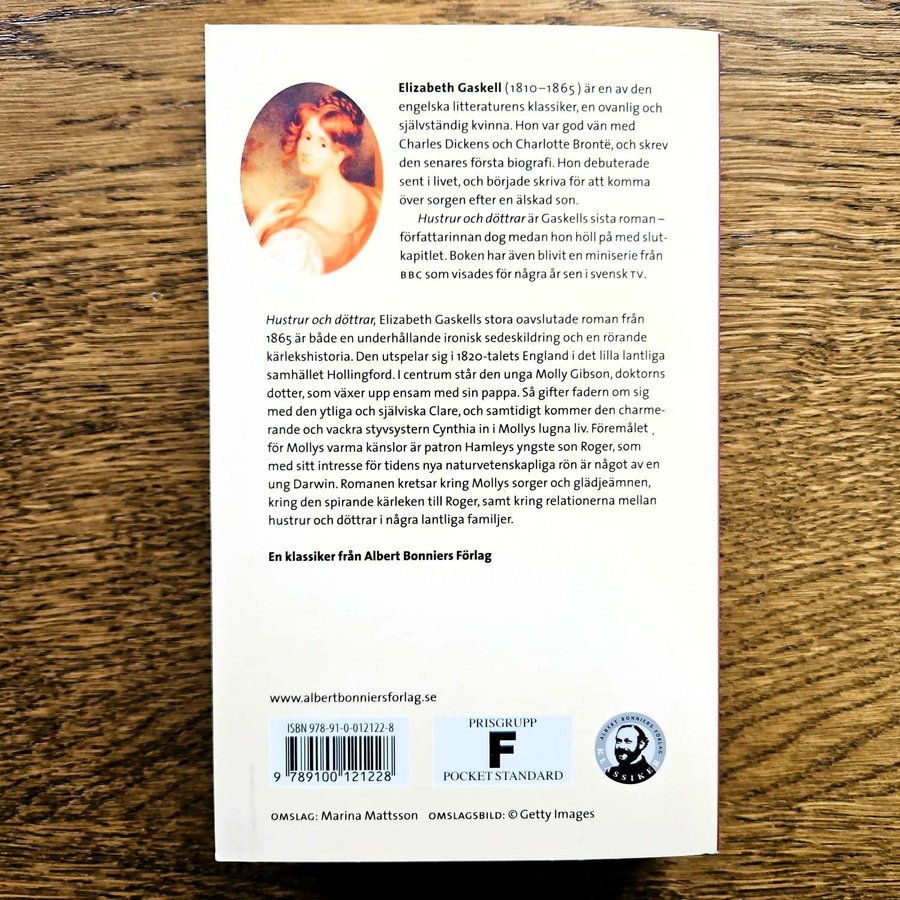 Elizabeth Gaskell (1810–1865) är en av den
engelska litteraturens klassiker, en ovanlig och
självständig kvinna. Hon var god vän med
Charles Dickens och Charlotte Brontë, och skrev
den senares första biografi. Hon debuterade
sent i livet, och började skriva för att komma
över sorgen efter en älskad son.
Hustrur och döttrar är Gaskells sista roman –
författarinnan dog medan hon höll på med slut-
kapitlet. Boken har även blivit en miniserie från
BBC som visades för några år sen i svensk TV.
Hustrur och döttrar, Elizabeth Gaskells stora oavslutade roman från
1865 är både en underhållande ironisk sedeskildring och en rörande
kärlekshistoria. Den utspelar sig i 1820-talets England i det lilla lantliga
samhället Hollingford. I centrum står den unga Molly Gibson, doktorns
dotter, som växer upp ensam med sin pappa. Så gifter fadern om sig
med den ytliga och själviska Clare, och samtidigt kommer den charme-
rande och vackra styvsystern Cynthia in i Mollys lugna liv. Föremålet
för Mollys varma känslor är patron Hamleys yngste son Roger, som
med sitt intresse för tidens nya naturvetenskapliga rön är något av en
ung Darwin. Romanen kretsar kring Mollys sorger och glädjeämnen,
kring den spirande kärleken till Roger, samt kring relationerna mellan
hustrur och döttrar i några lantliga familjer.
En klassiker från Albert Bonniers Förlag
www.albertbonniersforlag.se
ISBN 978-91-0-012122-8
9 789100 121228
PRISGRUPP
F
POCKET STANDARD
ALBERT BONNIERS FÖRLAG
KLASSIKER
OMSLAG: Marina Mattsson OMSLAGSBILD: © Getty Images